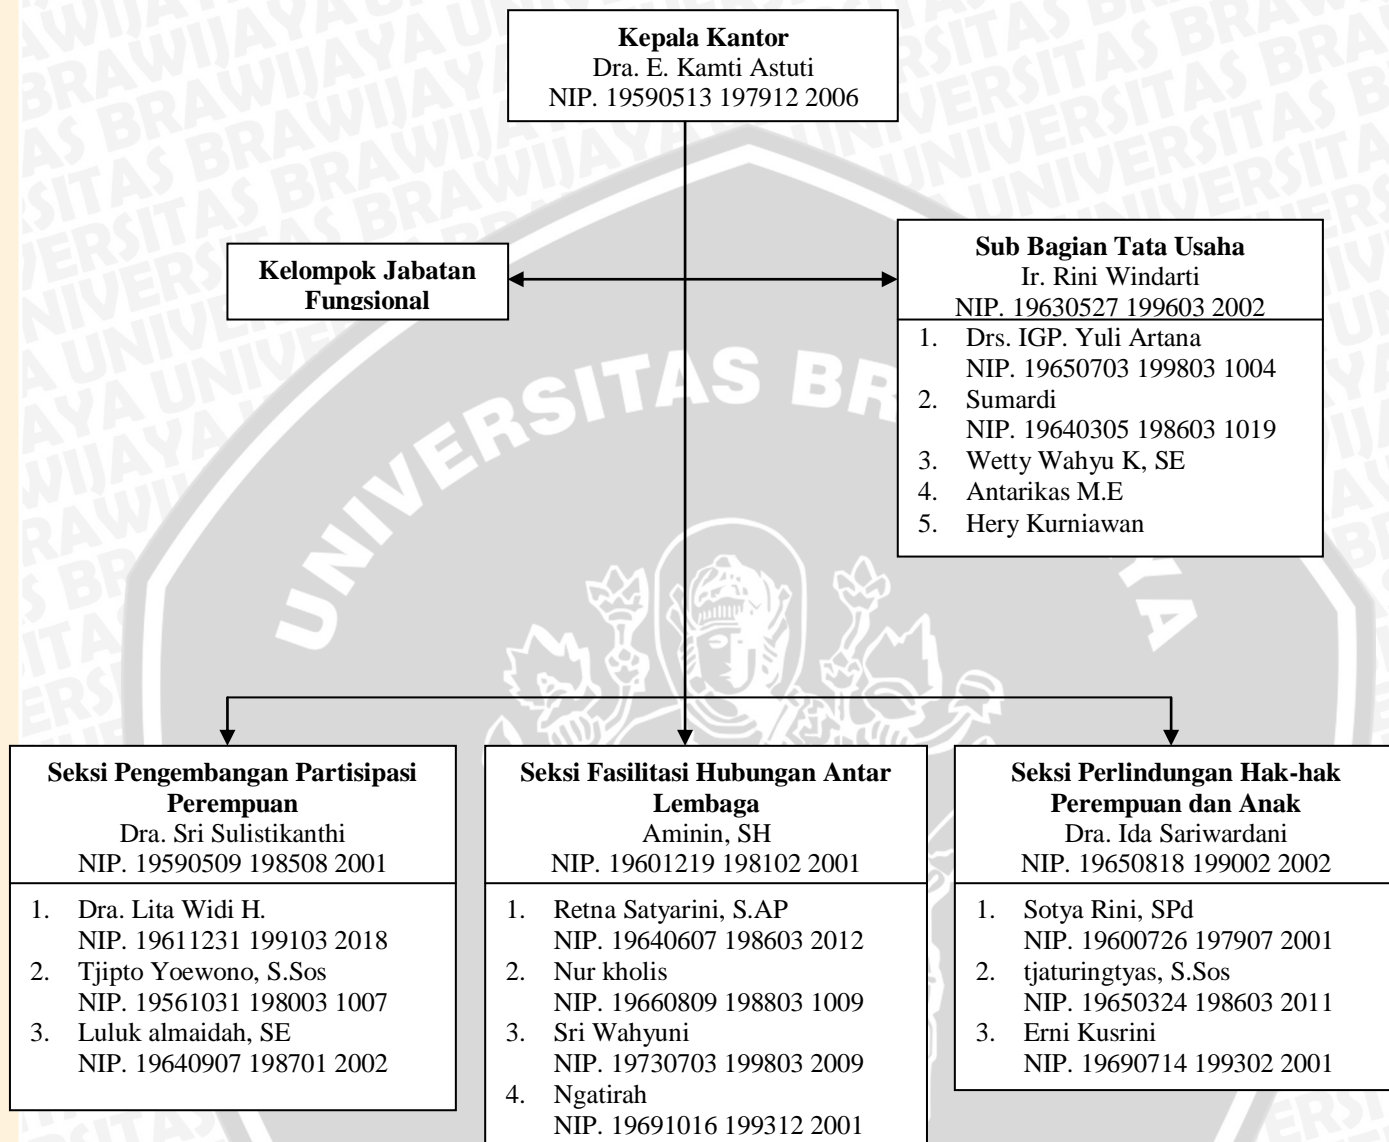 Kepala Kantor
Dra. E. Kamti Astuti
NIP. 19590513 197912 2006
Kelompok Jabatan
Fungsional
Sub Bagian Tata Usaha
Ir. Rini Windarti
NIP. 19630527 199603 2002
1. Drs. IGP. Yuli Artana
NIP. 19650703 199803 1004
2. Sumardi
NIP. 19640305 198603 1019
3. Wetty Wahyu K, SE
4. Antarikas M.E
5. Hery Kurniawan
UNIVERSITAS BR
Seksi Pengembangan Partisipasi
Perempuan
Dra. Sri Sulistikanthi
NIP. 19590509 198508 2001
1. Dra. Lita Widi H.
NIP. 19611231 199103 2018
2. Tjipto Yoewono, S.Sos
NIP. 19561031 198003 1007
3. Luluk almaidah, SE
NIP. 19640907 198701 2002
Seksi Fasilitasi Hubungan Antar
Lembaga
Aminin, SH
NIP. 19601219 198102 2001
1. Retna Satyarini, S.AP
NIP. 19640607 198603 2012
2. Nur kholis
NIP. 19660809 198803 1009
3. Sri Wahyuni
NIP. 19730703 199803 2009
4. Ngatirah
NIP. 19691016 199312 2001
Seksi Perlindungan Hak-hak
Perempuan dan Anak
Dra. Ida Sariwardani
NIP. 19650818 199002 2002
1. Sotya Rini, SPd
NIP. 19600726 197907 2001
2. tjaturingtyas, S.Sos
NIP. 19650324 198603 2011
3. Erni Kusrini
NIP. 19690714 199302 2001